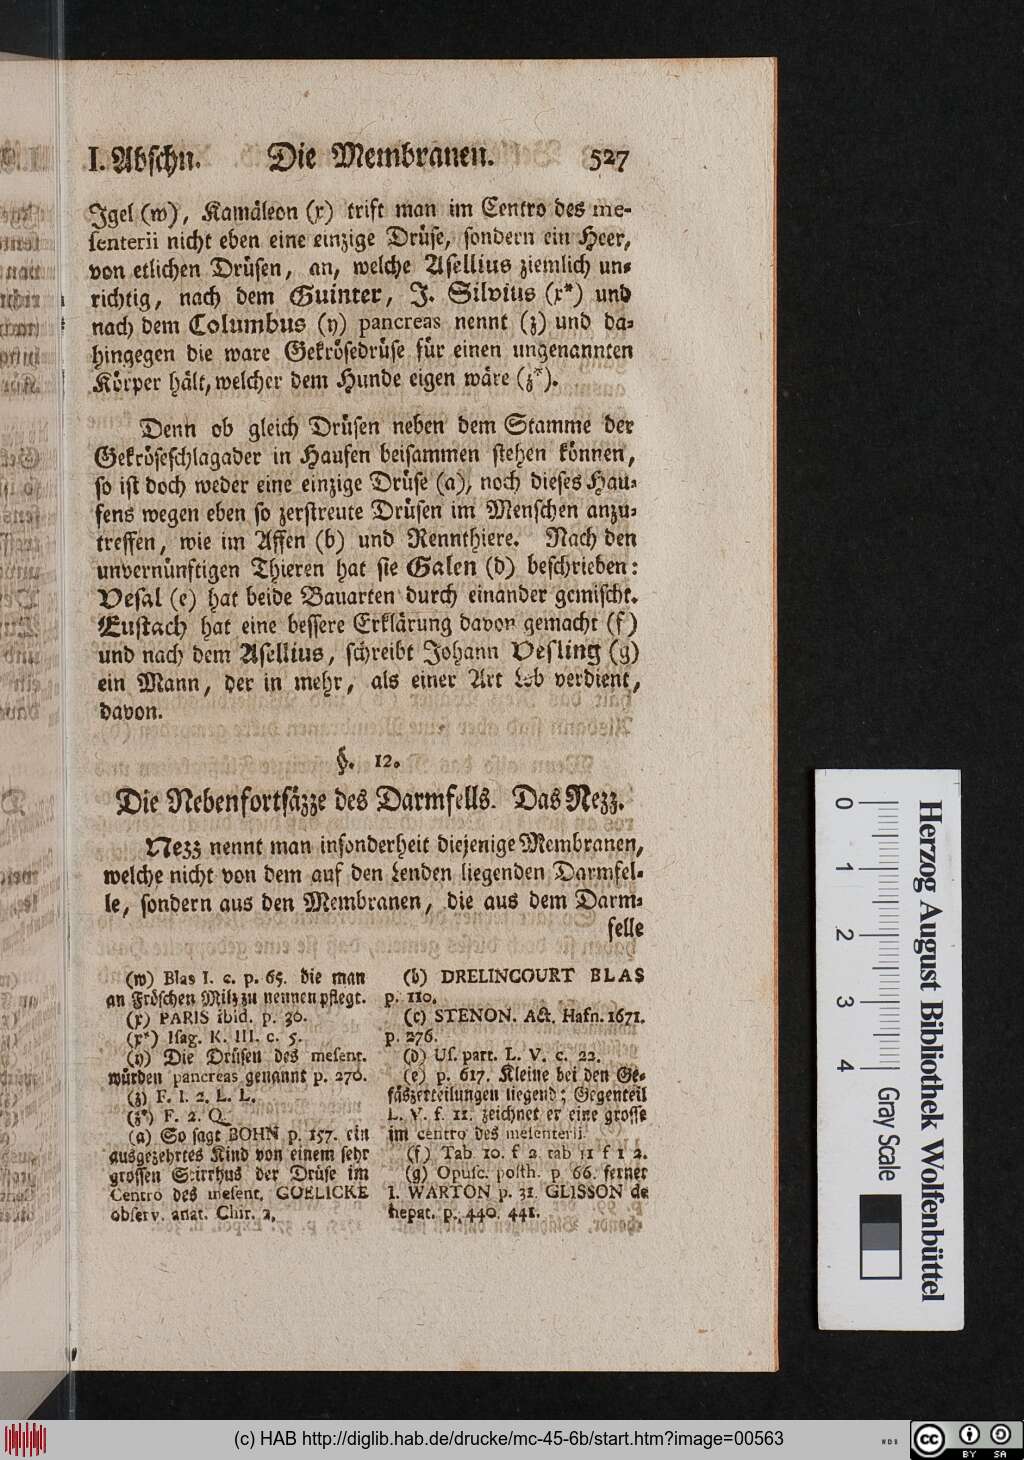 I. Abschn. Die Membranen. 527
Igel (w), Kamäleon (x) trift man im Centro des me-
senterii nicht eben eine einzige Drüse, sondern ein Heer,
von etlichen Drüsen, an, welche Asellius ziemlich un-
richtig, nach dem Guinter, J. Silvius (x*) und
nach dem Columbus (y) pancreas nennt (z) und da-
hingegen die ware Gekrösedrüse für einen ungenannten
Körper hält, welcher dem Hunde eigen wäre (z*).
Denn ob gleich Drüsen neben dem Stamme der
Gekröseschlagader in Haufen beisammen stehen können,
so ist doch weder eine einzige Drüse (a), noch dieses Hau-
fens wegen eben so zerstreute Drüsen im Menschen anzu-
treffen, wie im Affen (b) und Rennthiere. Nach den
unvernünftigen Thieren hat sie Galen (d) beschrieben:
Vesal (e) hat beide Bauarten durch einander gemischt.
Eustach hat eine bessere Erklärung davon gemacht (f)
und nach dem Asellius, schreibt Johann Vesling (g)
ein Mann, der in mehr, als einer Art Lob verdient,
davon.
§. 12.
Die Nebenfortsäzze des Darmfells. Das Nezz.
Nezz nennt man insonderheit diejenige Membranen,
welche nicht von dem auf den Lenden liegenden Darmfel-
le, sondern aus den Membranen, die aus dem Darm-
felle
(w) Blas I. c. p. 65. die man
an Fröschen Milz zu nennen pflegt.
(x) PARIS ibid. p. 30.
(x*) Isag. K. III. c. 5.
(y) Die Drüsen des mesent.
würden pancreas genannt p. 270.
(z) F. 1. 2. L. L.
(z*) F. 2. Q.
(a) So sagt BOHN p. 157. ein
ausgezehrtes Kind von einem sehr
grossen Scirrhus der Drüse im
Centro des mesent. GOELICKE
observ. anat. Chir. 2.
(b) DRELINCOURT BLAS
p. 110.
(c) STENON. Act. Hafn. 1671.
p. 276.
(d) Us. part. L. V. c. 22.
(e) p. 617. Kleine bei den Ge-
fäszerteilungen liegend; Gegenteil
L. V. f. 11. zeichnet er eine grosse
im centro des mesenterii.
(f) Tab. 10. f 2 tab 11 f 1 2.
(g) Opusc. posth. p 66. ferner
I. WARTON p. 31. GLISSON de
hepat. p. 440. 441.
Herzog August Bibliothek Wolfenbüttel
0 1 2 3 4 Gray Scale
(c) HAB http://diglib.hab.de/drucke/mc-45-6b/start.htm?image=00563
WDB
cc BY SA